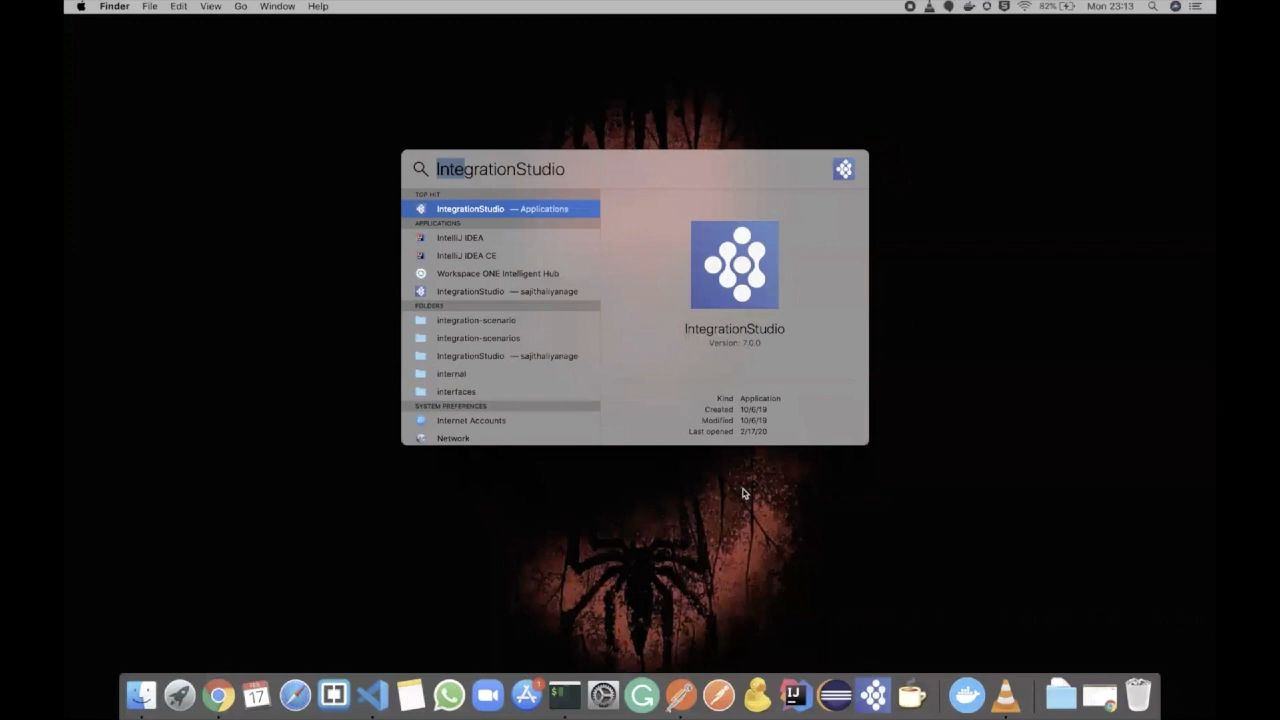 Finder File Edit View Go Window Help 82% Mon 23:13
IntegrationStudio
TOP HIT
IntegrationStudio — Applications
APPLICATIONS
IntelliJ IDEA
IntelliJ IDEA CE
Workspace ONE Intelligent Hub
IntegrationStudio — sajithaliyanage
FOLDERS
integration-scenario
integration-scenarios
IntegrationStudio — sajithaliyanage
internal
interfaces
SYSTEM PREFERENCES
Internet Accounts
Network
IntegrationStudio
Version: 7.0.0
Kind Application
Created 10/6/19
Modified 10/6/19
Last opened 2/17/20
17
1
$
IJ